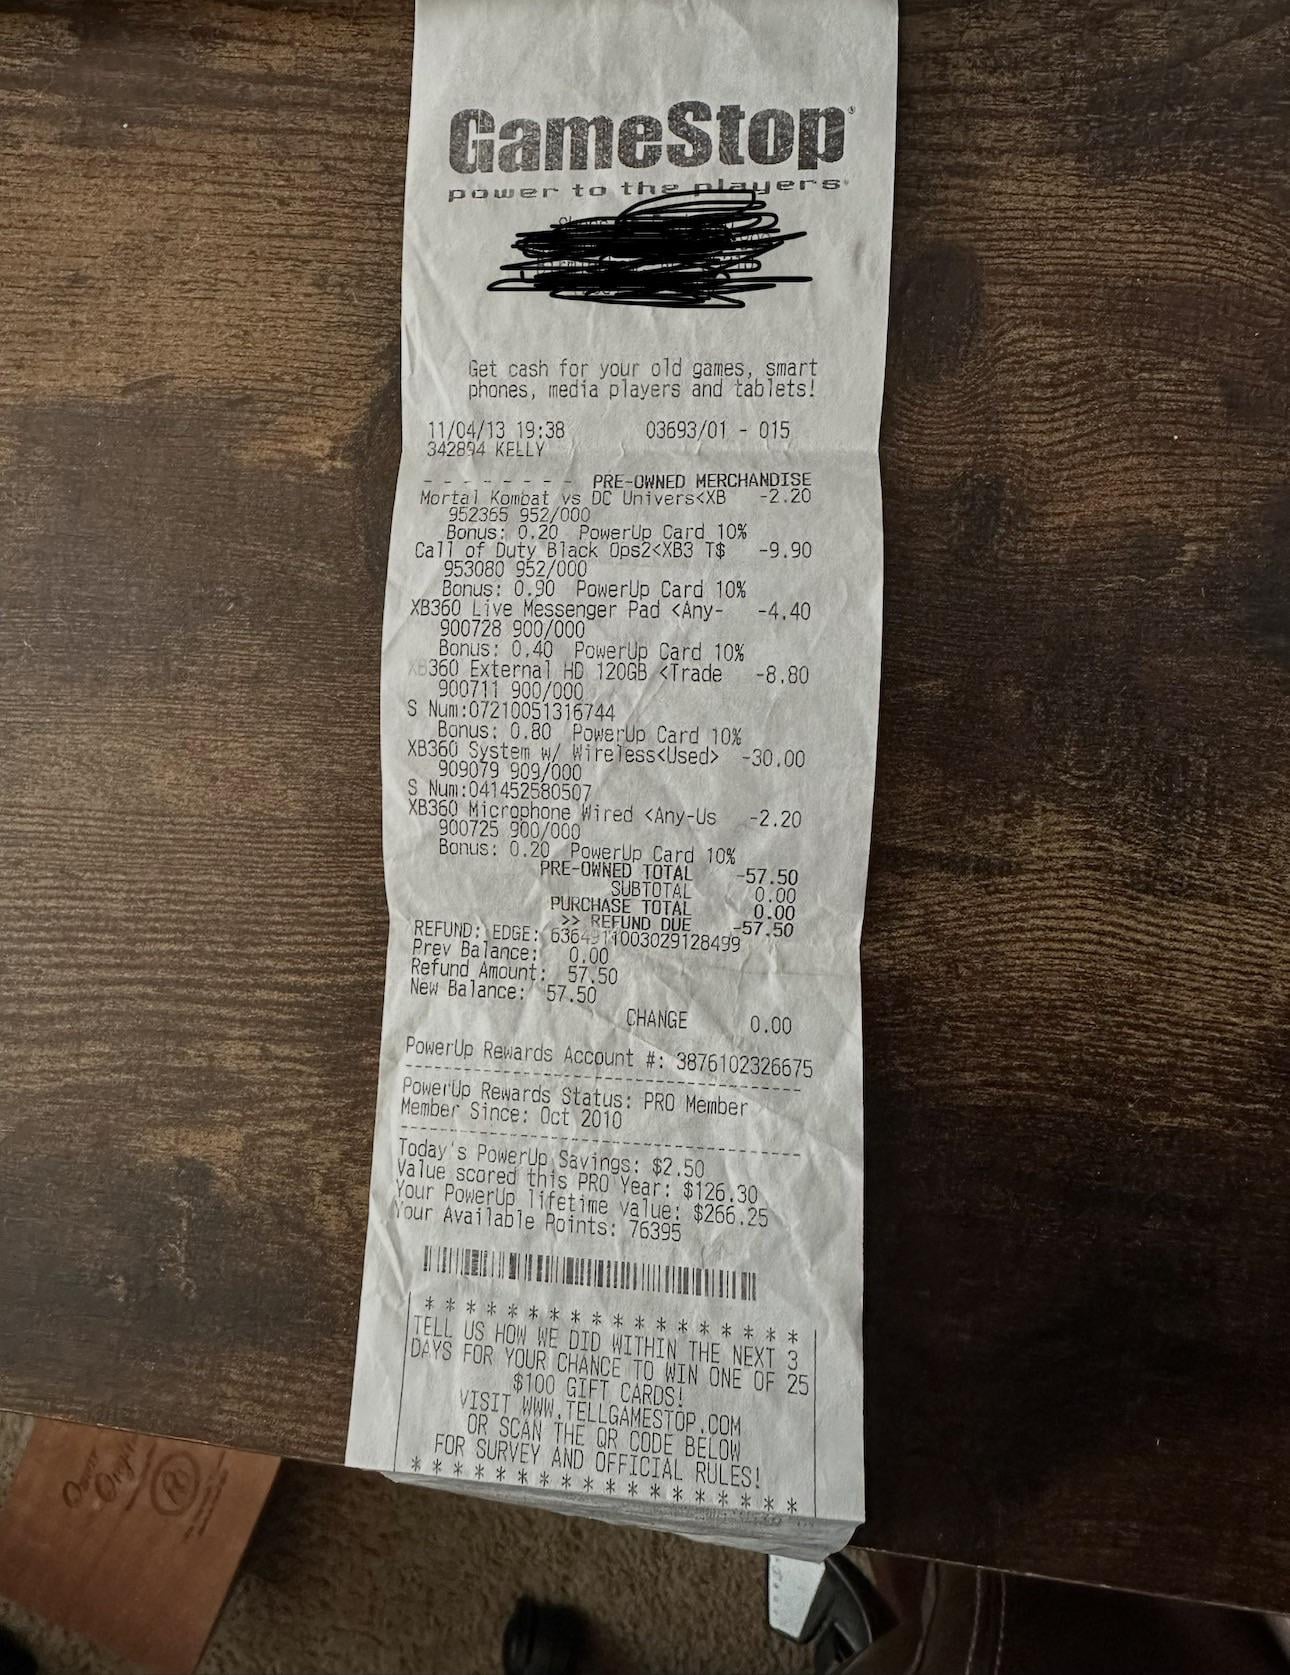 GameStop
power to the players
Get cash for your old games, smart
phones, media players and tablets!
11/04/13 19:38 03693/01 - 015
342894 KELLY
- - - - - - - - - PRE-OWNED MERCHANDISE
Mortal Kombat vs DC Univers<XB -2.20
952365 952/000
Bonus: 0.20 PowerUp Card 10%
Call of Duty Black Ops2<XB3 T$ -9.90
953080 952/000
Bonus: 0.90 PowerUp Card 10%
XB360 Live Messenger Pad <Any- -4.40
900728 900/000
Bonus: 0.40 PowerUp Card 10%
XB360 External HD 120GB <Trade -8.80
900711 900/000
S Num:07210051316744
Bonus: 0.80 PowerUp Card 10%
XB360 System w/ Wireless<Used> -30.00
909079 909/000
S Num:041452580507
XB360 Microphone Wired <Any-Us -2.20
900725 900/000
Bonus: 0.20 PowerUp Card 10%
PRE-OWNED TOTAL -57.50
SUBTOTAL 0.00
PURCHASE TOTAL 0.00
>> REFUND DUE -57.50
REFUND: EDGE: 6364911003029128499
Prev Balance: 0.00
Refund Amount: 57.50
New Balance: 57.50
CHANGE 0.00
PowerUp Rewards Account #: 3876102326675
PowerUp Rewards Status: PRO Member
Member Since: Oct 2010
Today's PowerUp Savings: $2.50
Value scored this PRO Year: $126.30
Your PowerUp lifetime value: $266.25
Your Available Points: 76395
* * * * * * * * * * * * * * * * * * *
TELL US HOW WE DID WITHIN THE NEXT 3
DAYS FOR YOUR CHANCE TO WIN ONE OF 25
$100 GIFT CARDS!
VISIT WWW.TELLGAMESTOP.COM
OR SCAN THE QR CODE BELOW
FOR SURVEY AND OFFICIAL RULES!
* * * * * * * * * * * * * * * * * * *